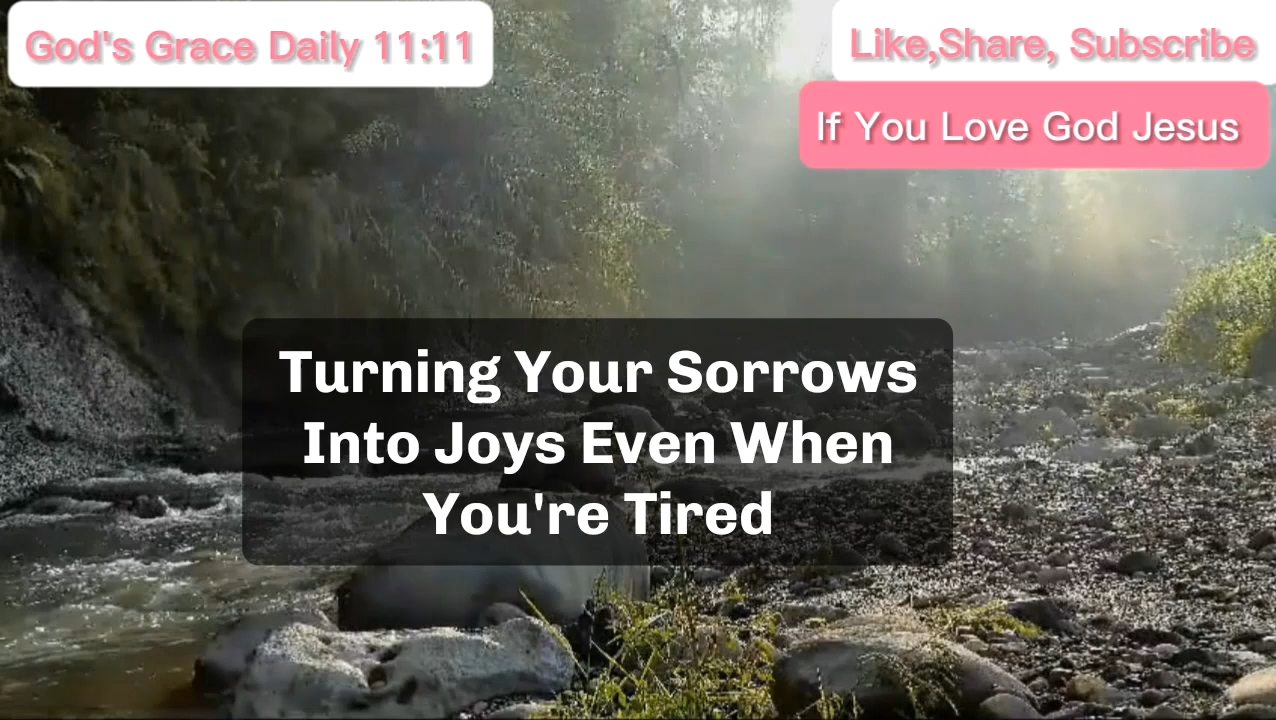 God's Grace Daily 11:11
Like,Share, Subscribe
If You Love God Jesus
Turning Your Sorrows
Into Joys Even When
You're Tired